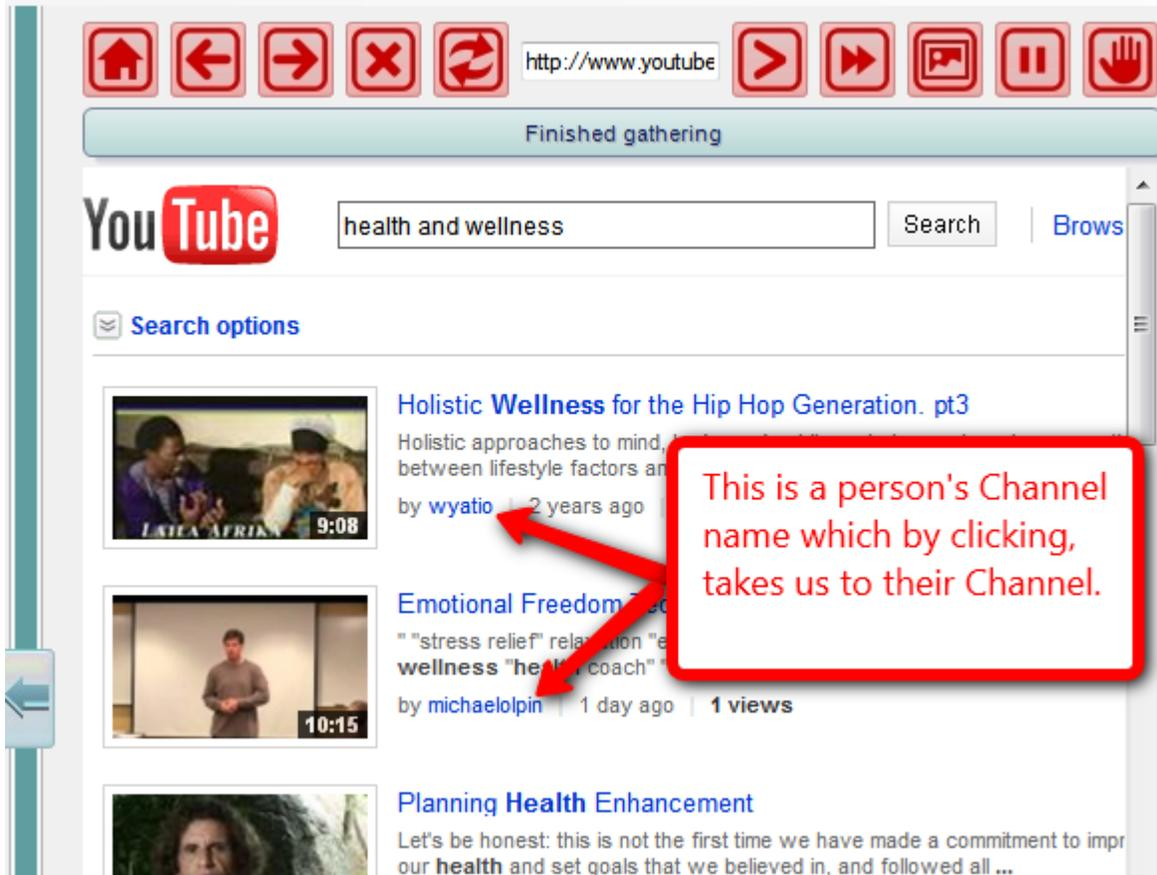 http://www.youtube
Finished gathering
YouTube
health and wellness
Search
Brows
Search options
Holistic Wellness for the Hip Hop Generation. pt3
Holistic approaches to mind,
between lifestyle factors
by wyatio
2 years ago
LAILA AFRIKA
9:08
This is a person's Channel
name which by clicking,
takes us to their Channel.
Emotional Freedom
" "stress relief"
wellness coach" "
by michaelolpin
1 day ago
1 views
10:15
Planning Health Enhancement
Let's be honest: this is not the first time we have made a commitment to impr
our health and set goals that we believed in, and followed all ...